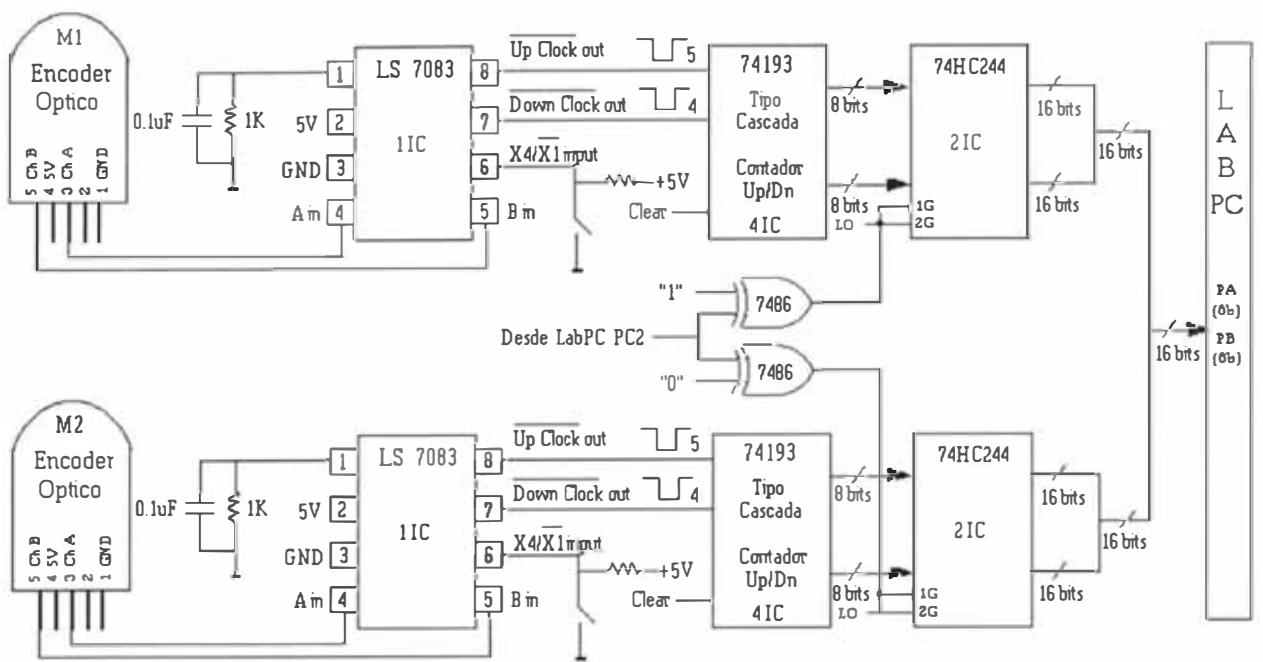 M1
Encoder
Optico
5 Ch B
4 5V
3 Ch A
2
1 GND
0.1uF
1K
5V
GND
A in
1
2
3
4
LS 7083
1IC
8
7
6
5
Up Clock out
5
Down Clock out
4
X4/X1 input
+5V
B in
Clear
74193
Tipo
Cascada
Contador
Up/Dn
4IC
8 bits
8 bits
LO
74HC244
2IC
1G
2G
16 bits
16 bits
16 bits
"1"
7486
Desde LabPC PC2
7486
"0"
16 bits
L
A
B
PC
PA
(8b)
PB
(8b)
M2
Encoder
Optico
5 Ch B
4 5V
3 Ch A
2
1 GND
0.1uF
1K
5V
GND
A in
1
2
3
4
LS 7083
1IC
8
7
6
5
Up Clock out
5
Down Clock out
4
X4/X1 input
+5V
B in
Clear
74193
Tipo
Cascada
Contador
Up/Dn
4IC
8 bits
8 bits
LO
74HC244
2IC
1G
2G
16 bits
16 bits
16 bits